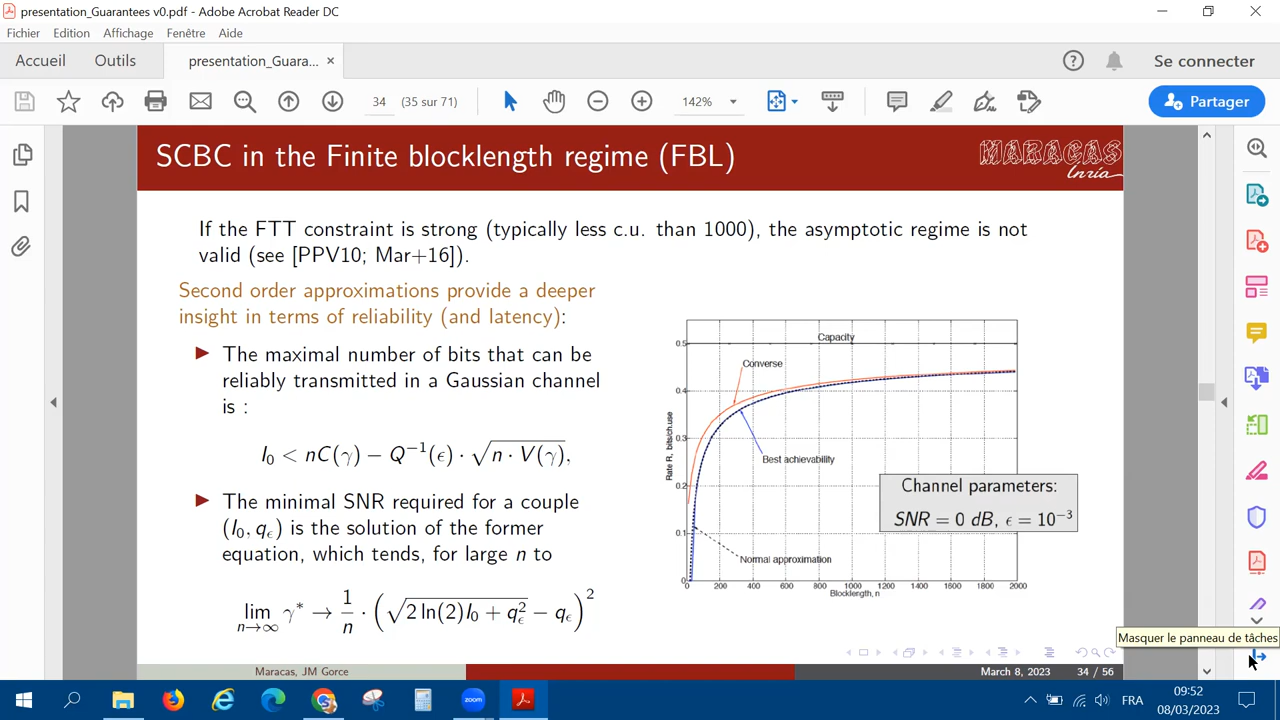 presentation_Guarantees v0.pdf - Adobe Acrobat Reader DC
Fichier Edition Affichage Fenêtre Aide
Accueil Outils presentation_Guara... × Se connecter
34 (35 sur 71) 142% Partager
SCBC in the Finite blocklength regime (FBL)
MARACAS
Inria
If the FTT constraint is strong (typically less c.u. than 1000), the asymptotic regime is not
valid (see [PPV10; Mar+16]).
Second order approximations provide a deeper
insight in terms of reliability (and latency):
The maximal number of bits that can be
reliably transmitted in a Gaussian channel
is :
I₀ < nC(γ) − Q⁻¹(ϵ) · √(n · V(γ)),
The minimal SNR required for a couple
(I₀, qϵ) is the solution of the former
equation, which tends, for large n to
lim n→∞ γ* → 1/n · (√(2 ln(2)I₀ + qϵ²) − qϵ)²
Capacity
Converse
Best achievability
Normal approximation
Rate R, bits/ch.use
0.5
0.4
0.3
0.2
0.1
0
0 200 400 600 800 1000 1200 1400 1600 1800 2000
Blocklength, n
Channel parameters:
SNR = 0 dB, ϵ = 10⁻³
Masquer le panneau de tâches
Maracas, JM Gorce March 8, 2023 34 / 56
zoom
FRA
09:52
08/03/2023